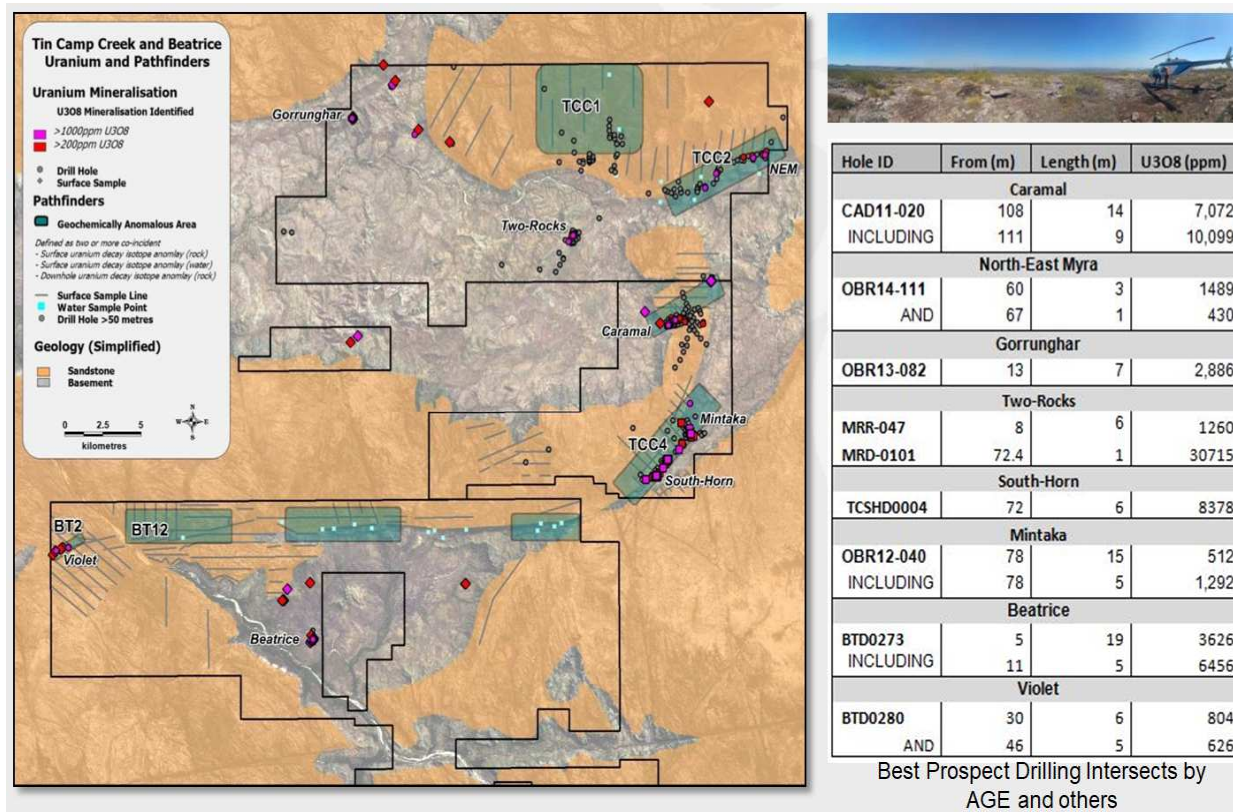 Tin Camp Creek and Beatrice
Uranium and Pathfinders
Uranium Mineralisation
U3O8 Mineralisation Identified
>1000ppm U3O8
>200ppm U3O8
Drill Hole
Surface Sample
Pathfinders
Geochemically Anomalous Area
Defined as two or more co-incident
- Surface uranium decay isotope anomlay (rock)
- Surface uranium decay isotope anomlay (water)
- Downhole uranium decay isotope anomlay (rock)
Surface Sample Line
Water Sample Point
Drill Hole >50 metres
Geology (Simplified)
Sandstone
Basement
N
W E
S
0 2.5 5
kilometres
Gorrunghar
TCC1
TCC2
NEM
Two-Rocks
Caramal
Mintaka
TCC4
South-Horn
BT2
BT12
Violet
Beatrice
Hole ID From (m) Length (m) U3O8 (ppm)
Caramal
CAD11-020 108 14 7,072
INCLUDING 111 9 10,099
North-East Myra
OBR14-111 60 3 1489
AND 67 1 430
Gorrunghar
OBR13-082 13 7 2,886
Two-Rocks
MRR-047 8 6 1260
MRD-0101 72.4 1 30715
South-Horn
TCSHD0004 72 6 8378
Mintaka
OBR12-040 78 15 512
INCLUDING 78 5 1,292
Beatrice
BTD0273 5 19 3626
INCLUDING 11 5 6456
Violet
BTD0280 30 6 804
AND 46 5 626
Best Prospect Drilling Intersects by
AGE and others